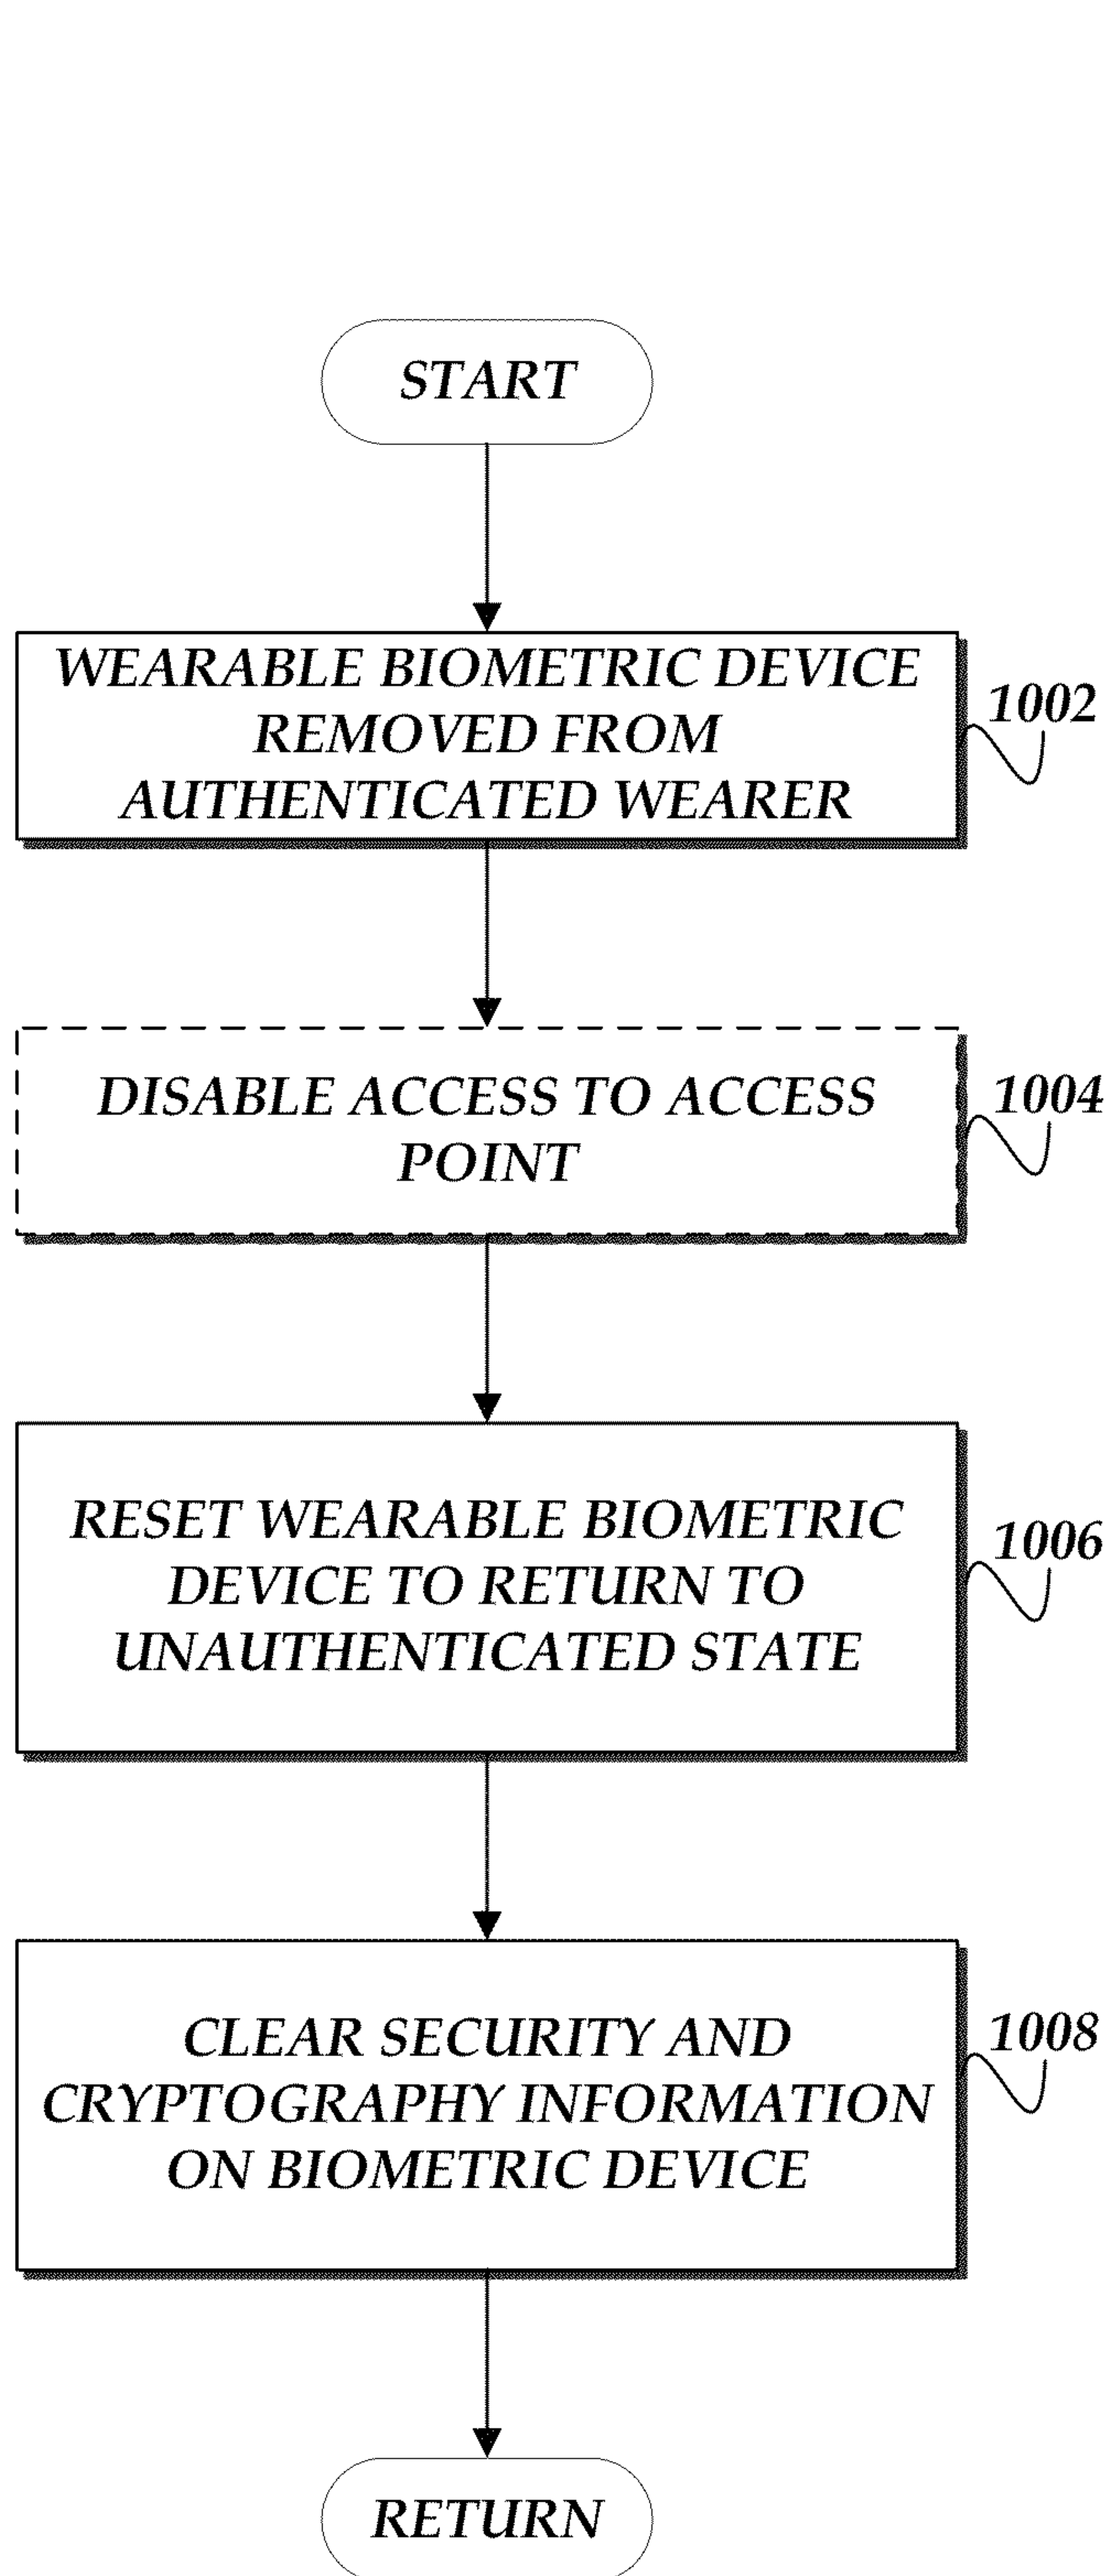 START
WEARABLE BIOMETRIC DEVICE
REMOVED FROM
AUTHENTICATED WEARER
1002
DISABLE ACCESS TO ACCESS
POINT
1004
RESET WEARABLE BIOMETRIC
DEVICE TO RETURN TO
UNAUTHENTICATED STATE
1006
CLEAR SECURITY AND
CRYPTOGRAPHY INFORMATION
ON BIOMETRIC DEVICE
1008
RETURN